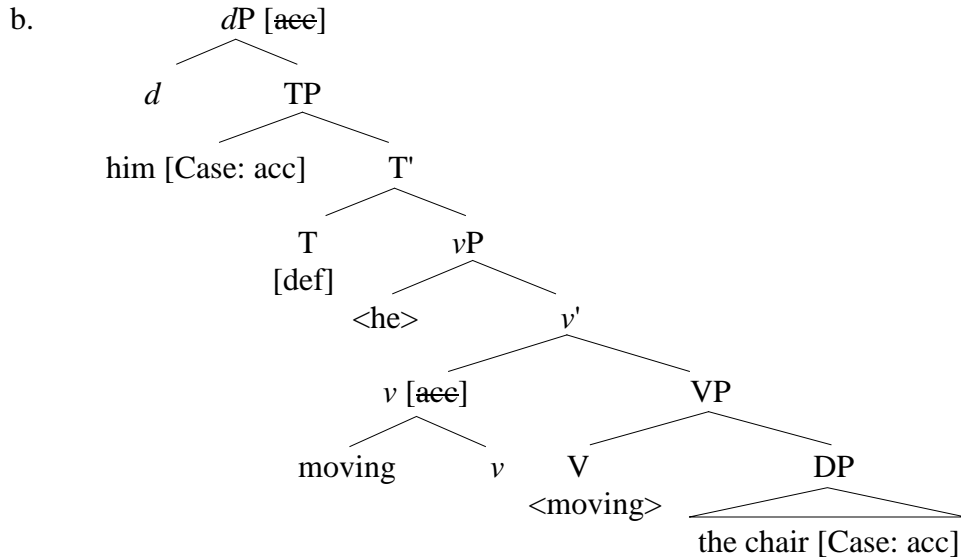 b. dP [acc]
d TP
him [Case: acc] T'
T vP
[def]
<he> v'
v [acc] VP
moving v V DP
<moving>
the chair [Case: acc]